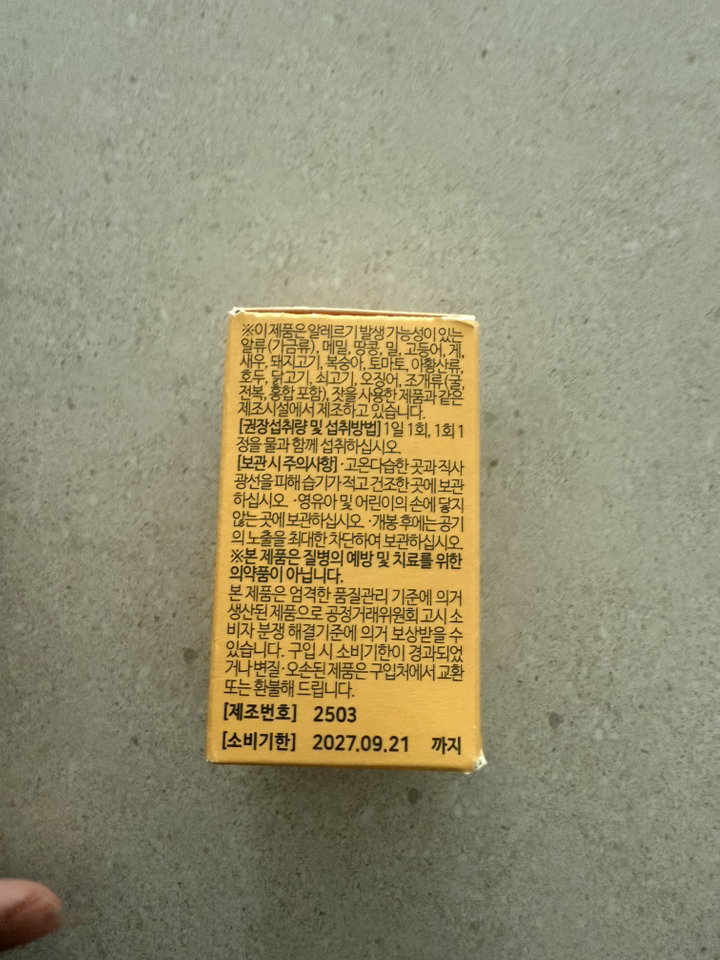 ※이 제품은 알레르기 발생 가능성이 있는
알류(가금류), 메밀, 땅콩, 밀, 고등어, 게,
새우, 돼지고기, 복숭아, 토마토, 아황산류,
호두, 닭고기, 쇠고기, 오징어, 조개류(굴,
전복, 홍합 포함), 잣을 사용한 제품과 같은
제조시설에서 제조하고 있습니다.
[권장섭취량 및 섭취방법] 1일 1회, 1회 1
정을 물과 함께 섭취하십시오.
[보관 시 주의사항] ·고온다습한 곳과 직사
광선을 피해 습기가 적고 건조한 곳에 보관
하십시오. ·영유아 및 어린이의 손에 닿지
않는 곳에 보관하십시오. ·개봉 후에는 공기
의 노출을 최대한 차단하여 보관하십시오.
※본 제품은 질병의 예방 및 치료를 위한
의약품이 아닙니다.
본 제품은 엄격한 품질관리 기준에 의거
생산된 제품으로 공정거래위원회 고시 소
비자 분쟁 해결기준에 의거 보상받을 수
있습니다. 구입 시 소비기한이 경과되었
거나 변질·오손된 제품은 구입처에서 교환
또는 환불해 드립니다.
[제조번호] 2503
[소비기한] 2027.09.21 까지